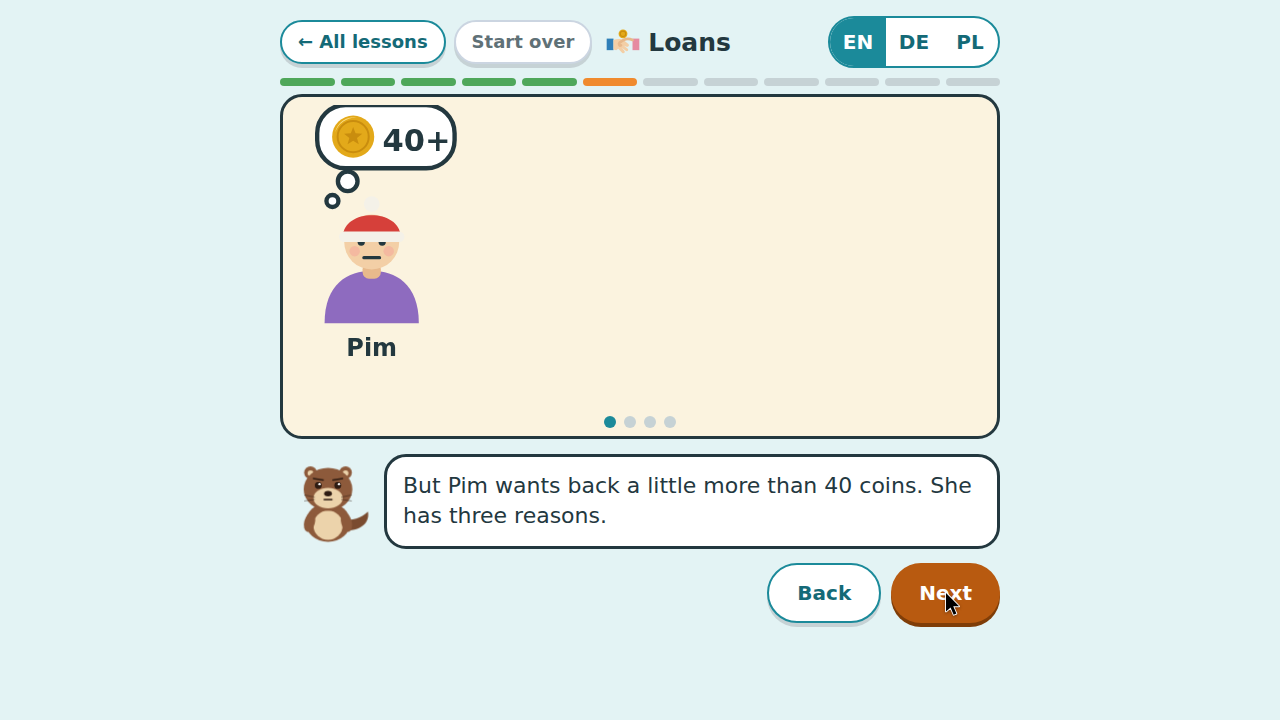 ← All lessons
Start over
Loans
EN
DE
PL
40+
Pim
But Pim wants back a little more than 40 coins. She
has three reasons.
Back
Next